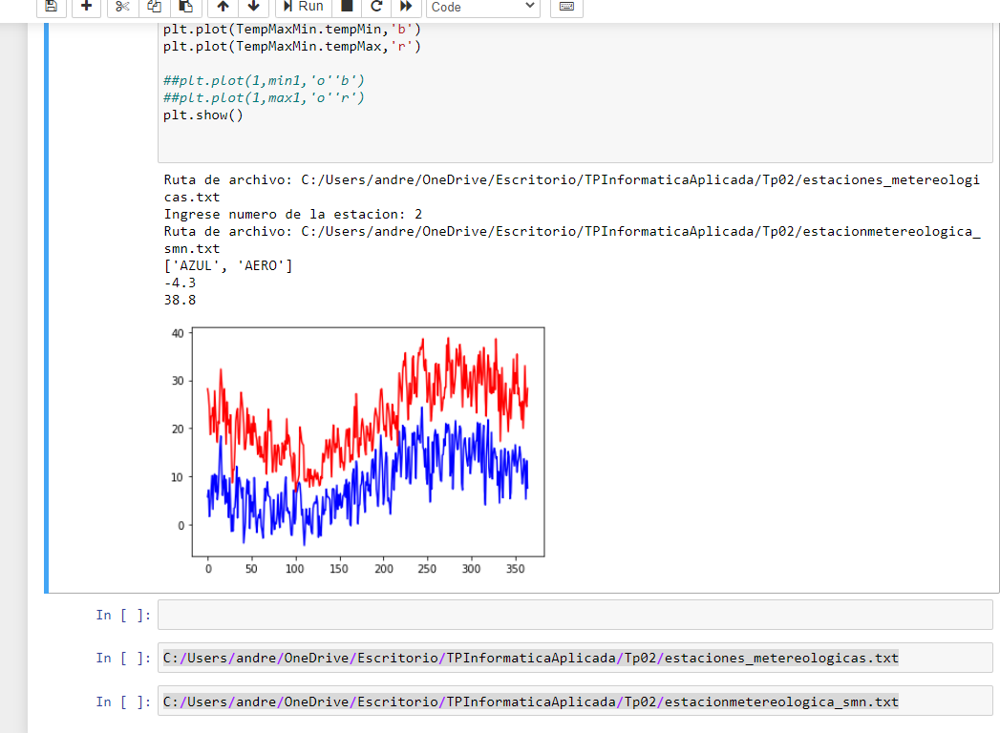 Run
Code
plt.plot(TempMaxMin.tempMin,'b')
plt.plot(TempMaxMin.tempMax,'r')
##plt.plot(1,min1,'o''b')
##plt.plot(1,max1,'o''r')
plt.show()
Ruta de archivo: C:/Users/andre/OneDrive/Escritorio/TPInformaticaAplicada/Tp02/estaciones_metereologi
cas.txt
Ingrese numero de la estacion: 2
Ruta de archivo: C:/Users/andre/OneDrive/Escritorio/TPInformaticaAplicada/Tp02/estacionmetereologica_
smn.txt
['AZUL', 'AERO']
-4.3
38.8
40
30
20
10
0
0 50 100 150 200 250 300 350
In [ ]:
In [ ]: C:/Users/andre/OneDrive/Escritorio/TPInformaticaAplicada/Tp02/estaciones_metereologicas.txt
In [ ]: C:/Users/andre/OneDrive/Escritorio/TPInformaticaAplicada/Tp02/estacionmetereologica_smn.txt